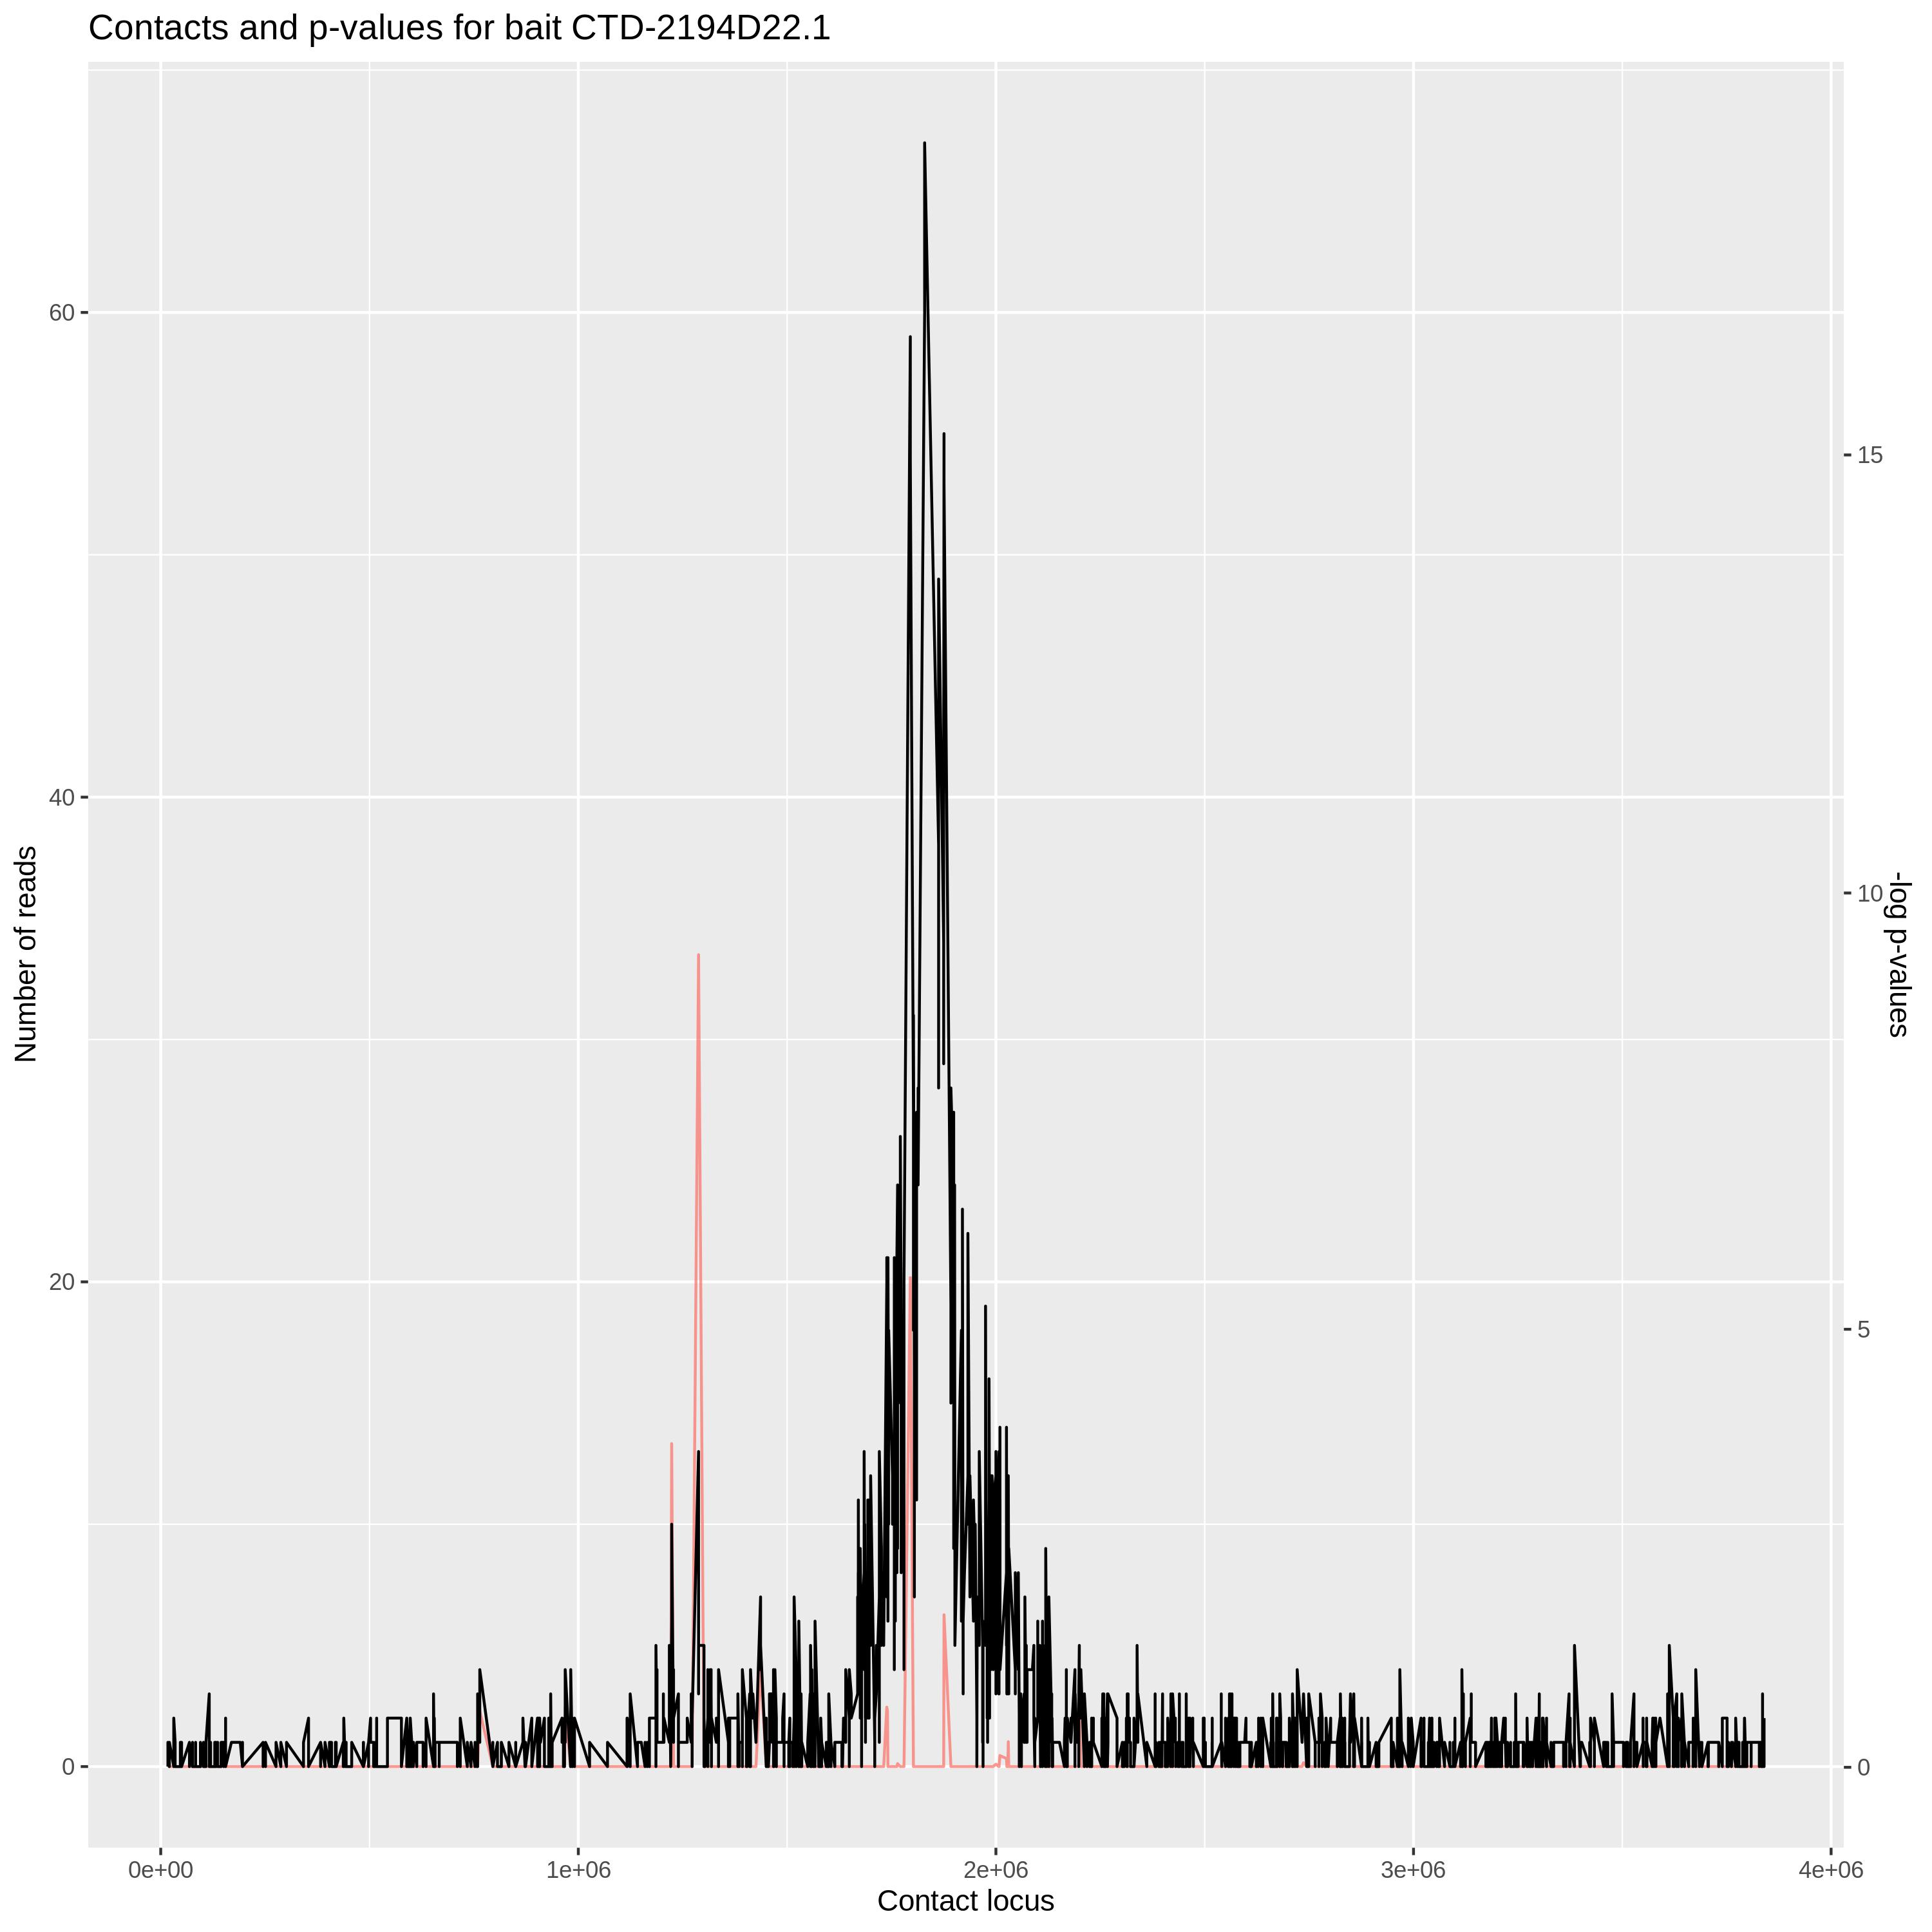 Contacts and p-values for bait CTD-2194D22.1
60
40
20
0
Number of reads
15
10
5
0
-log p-values
0e+00
1e+06
2e+06
3e+06
4e+06
Contact locus